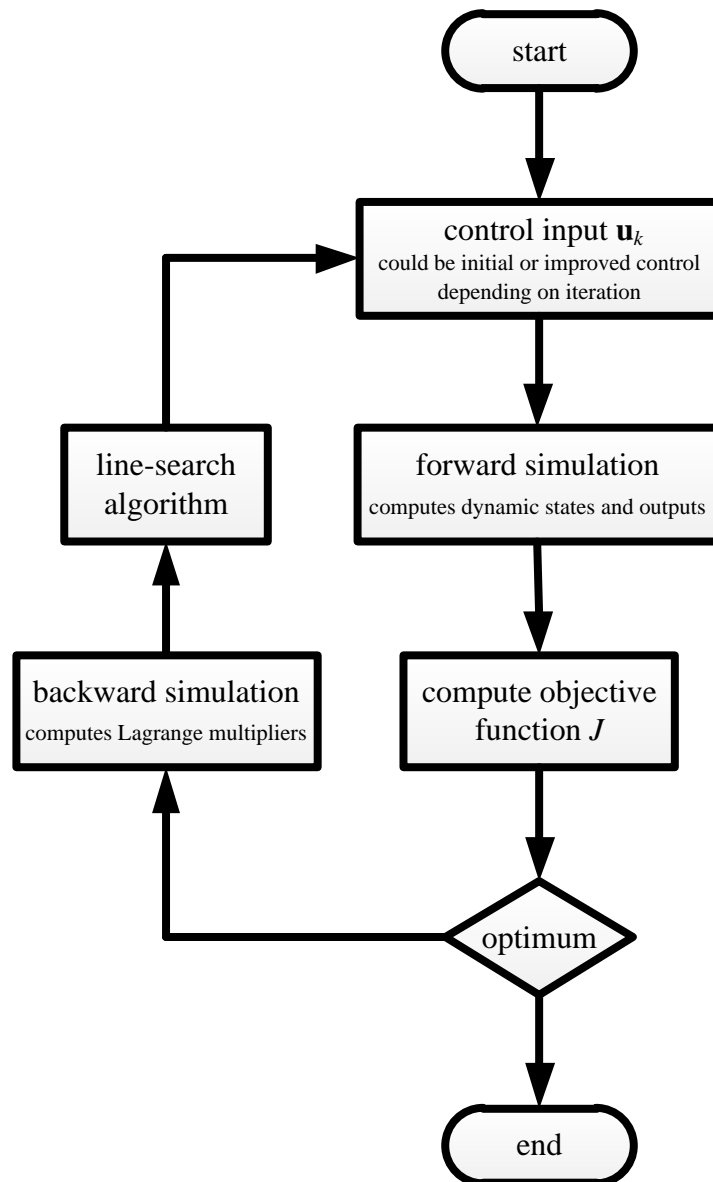 start
control input u_k
could be initial or improved control
depending on iteration
line-search
algorithm
forward simulation
computes dynamic states and outputs
backward simulation
computes Lagrange multipliers
compute objective
function J
optimum
end